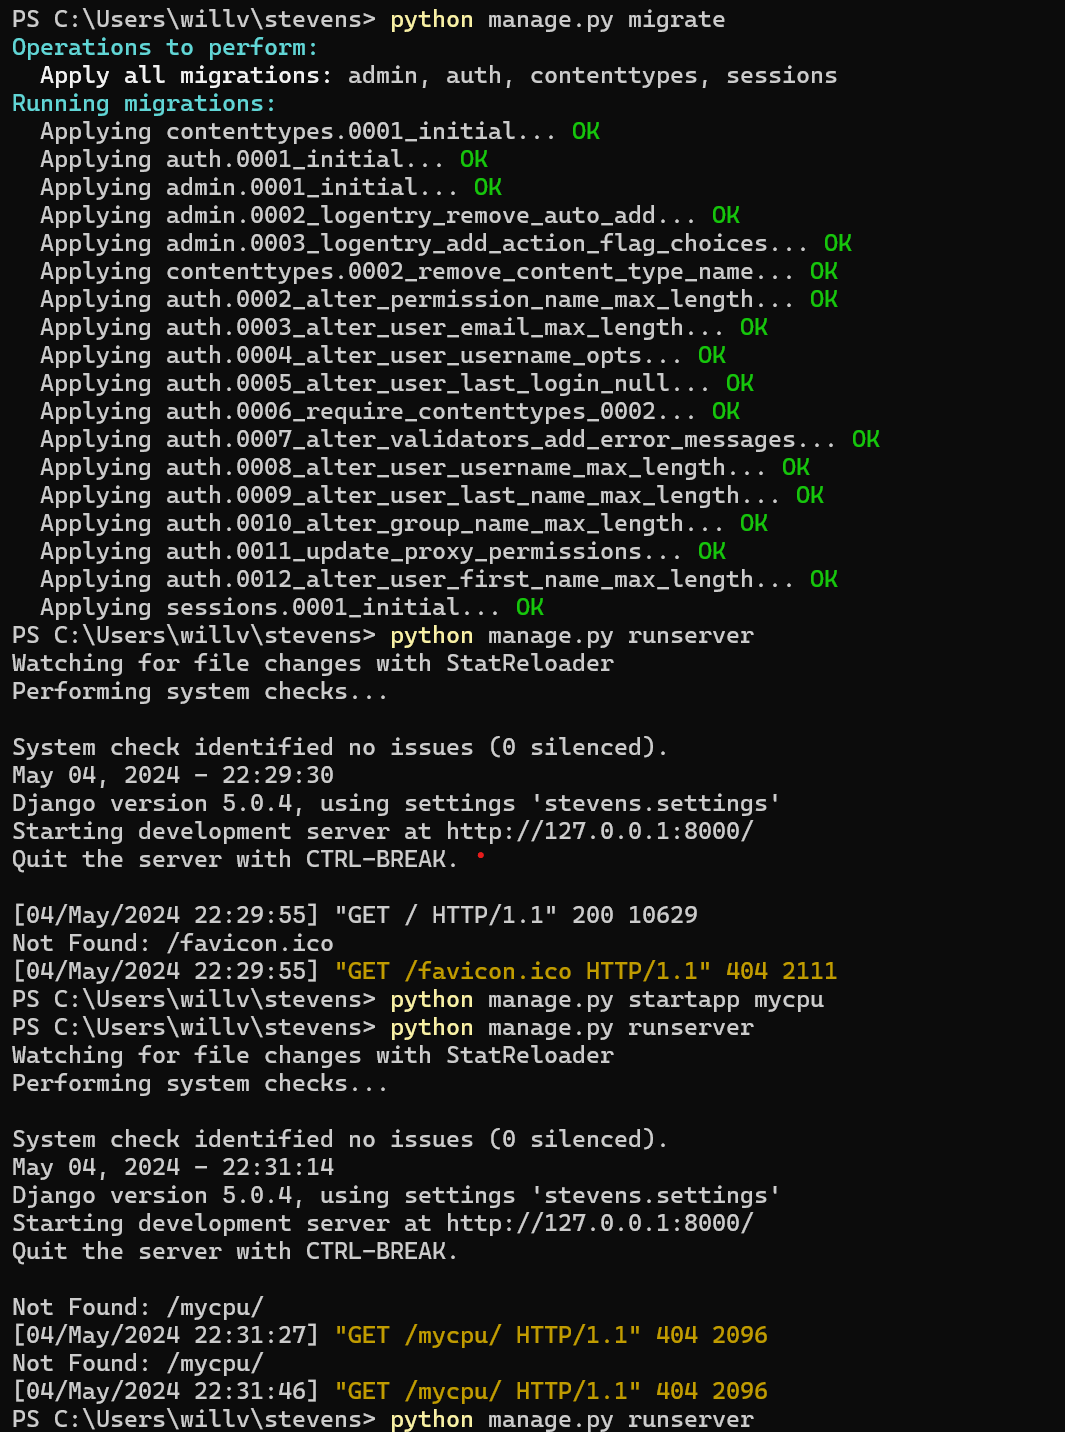 PS C:\Users\willv\stevens> python manage.py migrate
Operations to perform:
  Apply all migrations: admin, auth, contenttypes, sessions
Running migrations:
  Applying contenttypes.0001_initial... OK
  Applying auth.0001_initial... OK
  Applying admin.0001_initial... OK
  Applying admin.0002_logentry_remove_auto_add... OK
  Applying admin.0003_logentry_add_action_flag_choices... OK
  Applying contenttypes.0002_remove_content_type_name... OK
  Applying auth.0002_alter_permission_name_max_length... OK
  Applying auth.0003_alter_user_email_max_length... OK
  Applying auth.0004_alter_user_username_opts... OK
  Applying auth.0005_alter_user_last_login_null... OK
  Applying auth.0006_require_contenttypes_0002... OK
  Applying auth.0007_alter_validators_add_error_messages... OK
  Applying auth.0008_alter_user_username_max_length... OK
  Applying auth.0009_alter_user_last_name_max_length... OK
  Applying auth.0010_alter_group_name_max_length... OK
  Applying auth.0011_update_proxy_permissions... OK
  Applying auth.0012_alter_user_first_name_max_length... OK
  Applying sessions.0001_initial... OK
PS C:\Users\willv\stevens> python manage.py runserver
Watching for file changes with StatReloader
Performing system checks...

System check identified no issues (0 silenced).
May 04, 2024 - 22:29:30
Django version 5.0.4, using settings 'stevens.settings'
Starting development server at http://127.0.0.1:8000/
Quit the server with CTRL-BREAK.

[04/May/2024 22:29:55] "GET / HTTP/1.1" 200 10629
Not Found: /favicon.ico
[04/May/2024 22:29:55] "GET /favicon.ico HTTP/1.1" 404 2111
PS C:\Users\willv\stevens> python manage.py startapp mycpu
PS C:\Users\willv\stevens> python manage.py runserver
Watching for file changes with StatReloader
Performing system checks...

System check identified no issues (0 silenced).
May 04, 2024 - 22:31:14
Django version 5.0.4, using settings 'stevens.settings'
Starting development server at http://127.0.0.1:8000/
Quit the server with CTRL-BREAK.

Not Found: /mycpu/
[04/May/2024 22:31:27] "GET /mycpu/ HTTP/1.1" 404 2096
Not Found: /mycpu/
[04/May/2024 22:31:46] "GET /mycpu/ HTTP/1.1" 404 2096
PS C:\Users\willv\stevens> python manage.py runserver